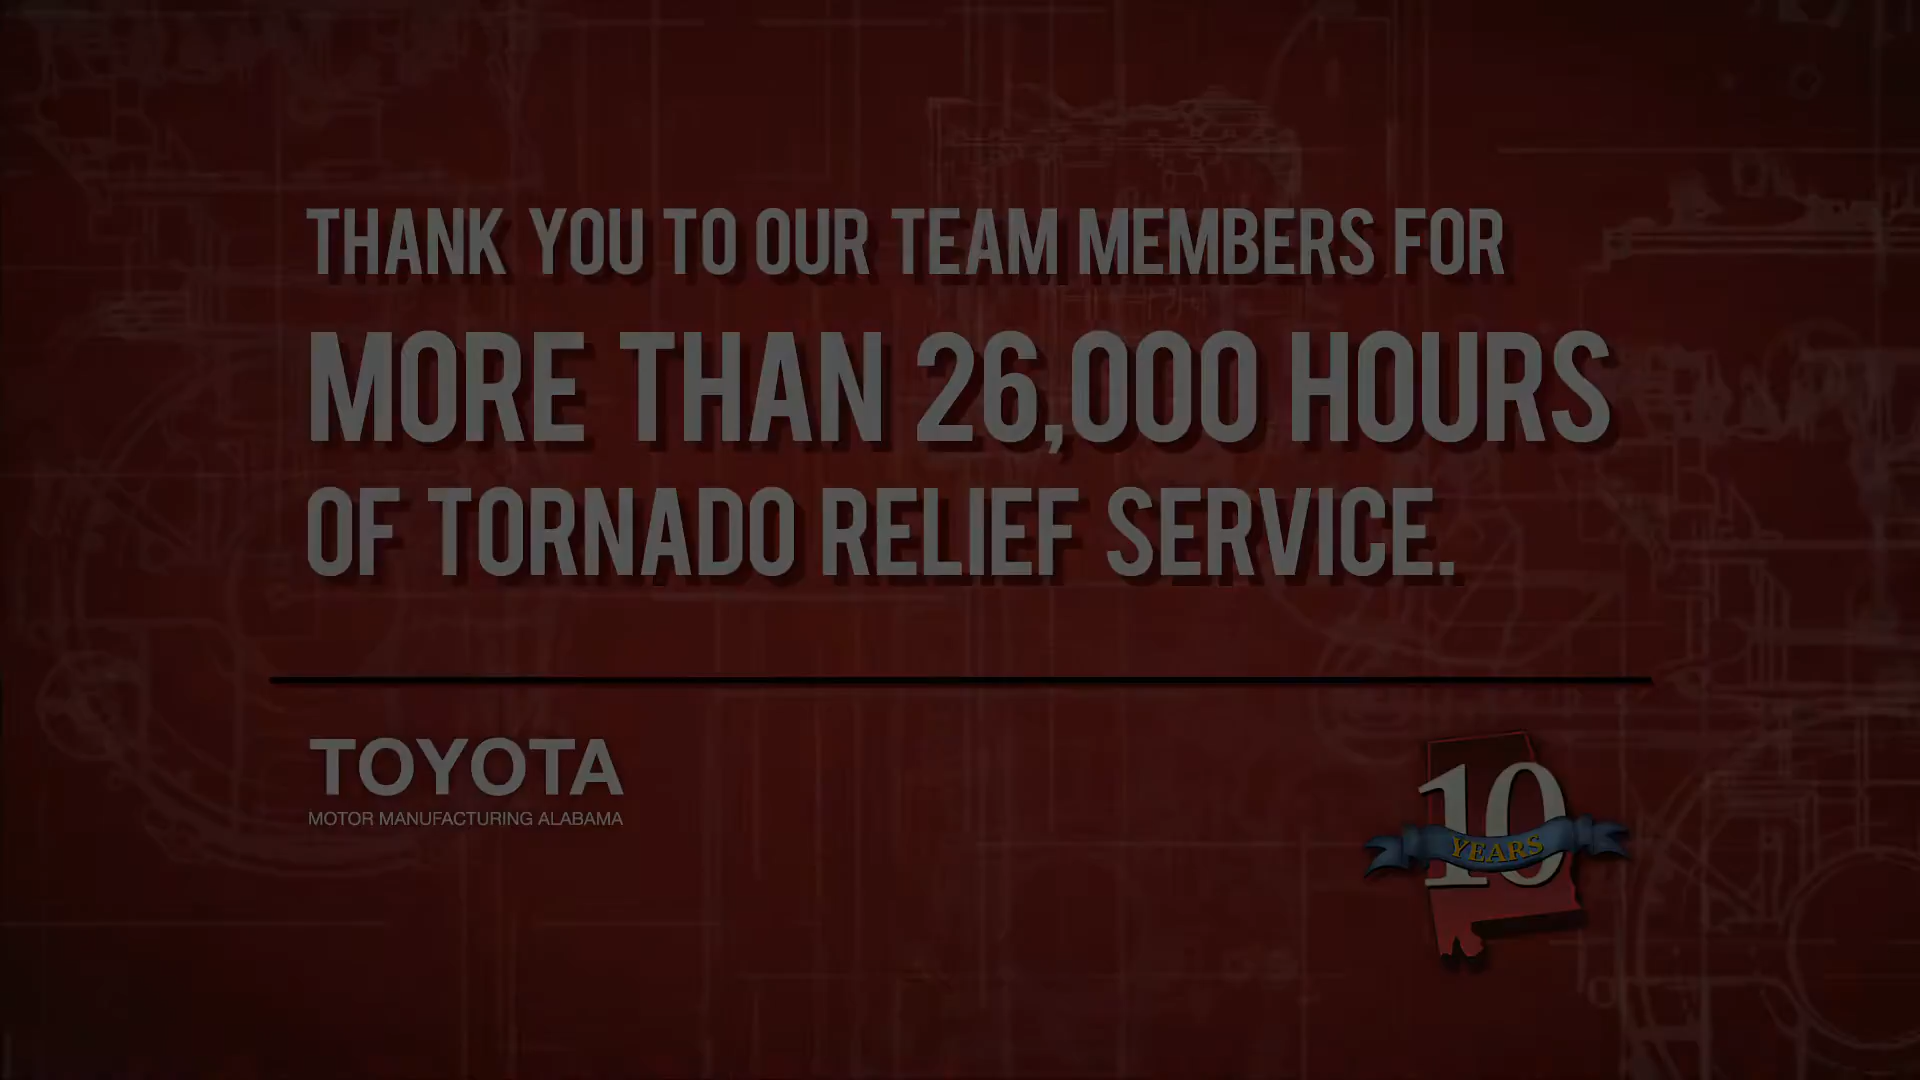 THANK YOU TO OUR TEAM MEMBERS FOR
MORE THAN 26,000 HOURS
OF TORNADO RELIEF SERVICE.
TOYOTA
MOTOR MANUFACTURING ALABAMA
10
YEARS